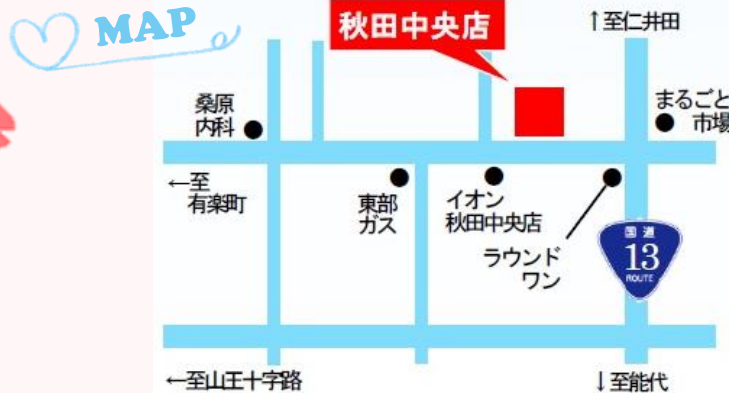 MAP
秋田中央店
↑至仁井田
桑原
内科
まるごと
市場
←至
有楽町
東部
ガス
イオン
秋田中央店
ラウンド
ワン
国道
13
ROUTE
←至山王十字路
↓至能代